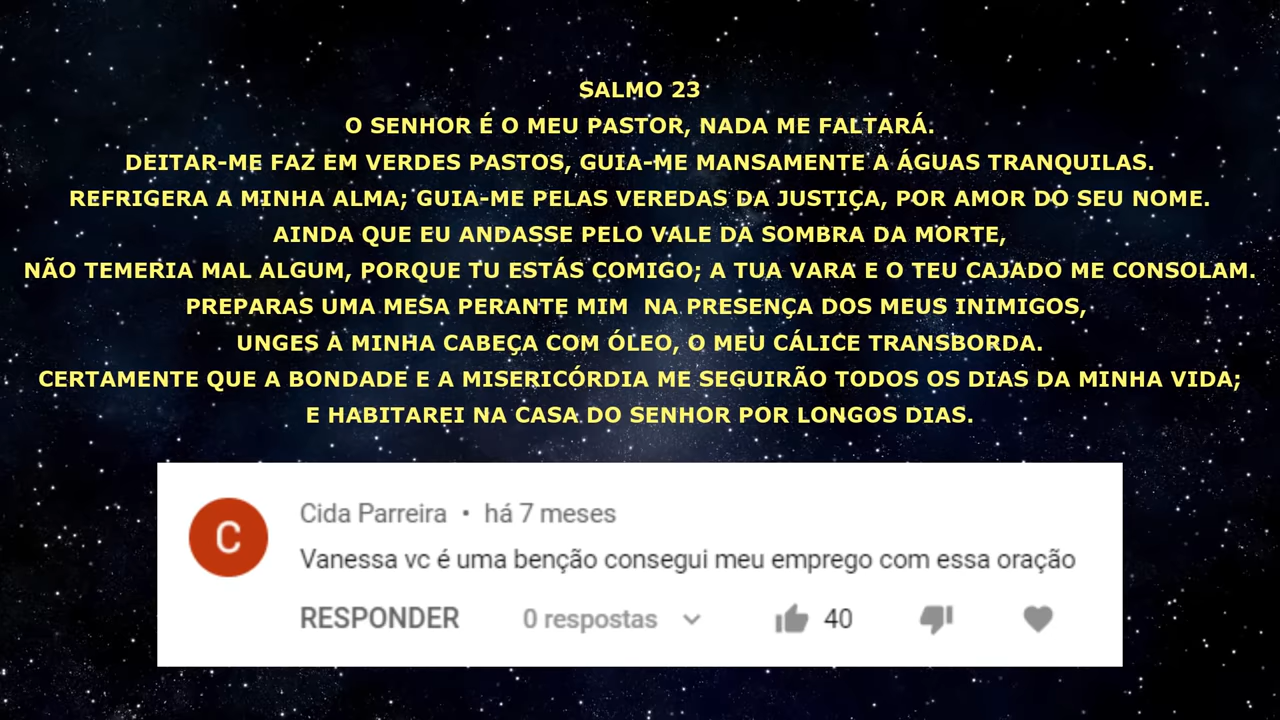 SALMO 23
O SENHOR É O MEU PASTOR, NADA ME FALTARÁ.
DEITAR-ME FAZ EM VERDES PASTOS, GUIA-ME MANSAMENTE A ÁGUAS TRANQUILAS.
REFRIGERA A MINHA ALMA; GUIA-ME PELAS VEREDAS DA JUSTIÇA, POR AMOR DO SEU NOME.
AINDA QUE EU ANDASSE PELO VALE DA SOMBRA DA MORTE,
NÃO TEMERIA MAL ALGUM, PORQUE TU ESTÁS COMIGO; A TUA VARA E O TEU CAJADO ME CONSOLAM.
PREPARAS UMA MESA PERANTE MIM  NA PRESENÇA DOS MEUS INIMIGOS,
UNGES A MINHA CABEÇA COM ÓLEO, O MEU CÁLICE TRANSBORDA.
CERTAMENTE QUE A BONDADE E A MISERICÓRDIA ME SEGUIRÃO TODOS OS DIAS DA MINHA VIDA;
E HABITAREI NA CASA DO SENHOR POR LONGOS DIAS.
C
Cida Parreira • há 7 meses
Vanessa vc é uma benção consegui meu emprego com essa oração
RESPONDER 0 respostas 40